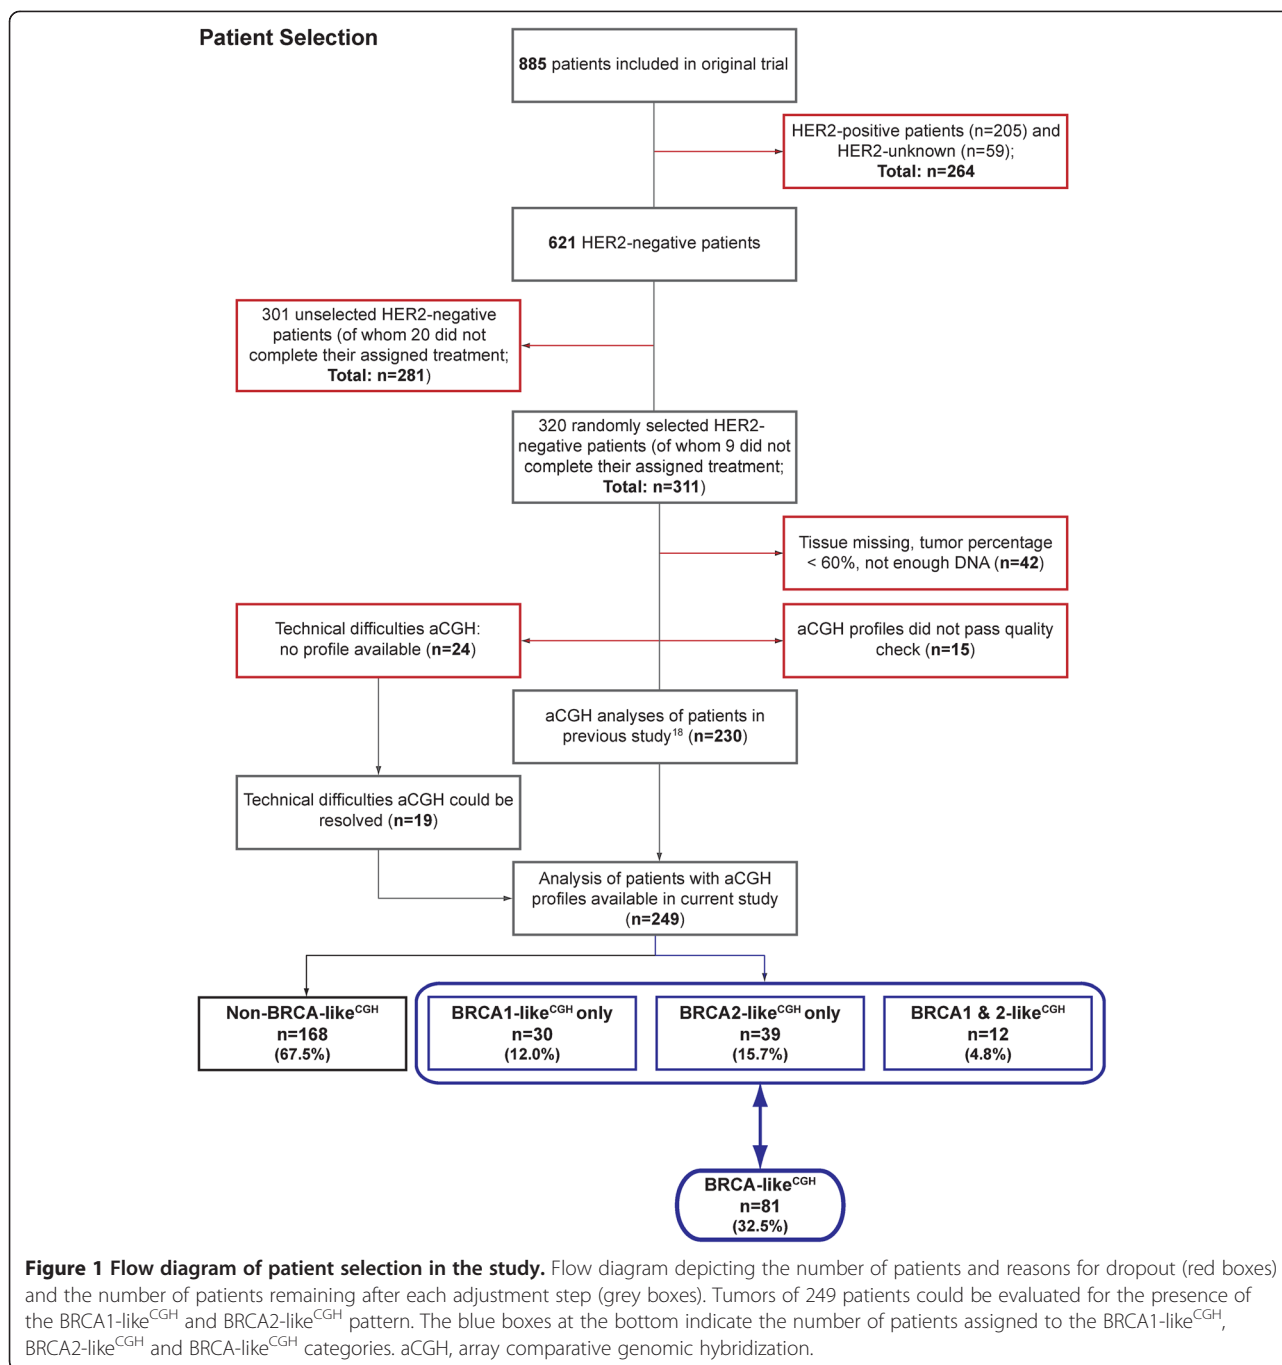 Patient Selection
885 patients included in original trial
HER2-positive patients (n=205) and
HER2-unknown (n=59);
Total: n=264
621 HER2-negative patients
301 unselected HER2-negative
patients (of whom 20 did not
complete their assigned treatment;
Total: n=281)
320 randomly selected HER2-
negative patients (of whom 9 did not
complete their assigned treatment;
Total: n=311)
Tissue missing, tumor percentage
< 60%, not enough DNA (n=42)
Technical difficulties aCGH:
no profile available (n=24)
aCGH profiles did not pass quality
check (n=15)
aCGH analyses of patients in
previous study18 (n=230)
Technical difficulties aCGH could be
resolved (n=19)
Analysis of patients with aCGH
profiles available in current study
(n=249)
Non-BRCA-likeCGH
n=168
(67.5%)
BRCA1-likeCGH only
n=30
(12.0%)
BRCA2-likeCGH only
n=39
(15.7%)
BRCA1 & 2-likeCGH
n=12
(4.8%)
BRCA-likeCGH
n=81
(32.5%)
Figure 1 Flow diagram of patient selection in the study. Flow diagram depicting the number of patients and reasons for dropout (red boxes)
and the number of patients remaining after each adjustment step (grey boxes). Tumors of 249 patients could be evaluated for the presence of
the BRCA1-likeCGH and BRCA2-likeCGH pattern. The blue boxes at the bottom indicate the number of patients assigned to the BRCA1-likeCGH,
BRCA2-likeCGH and BRCA-likeCGH categories. aCGH, array comparative genomic hybridization.